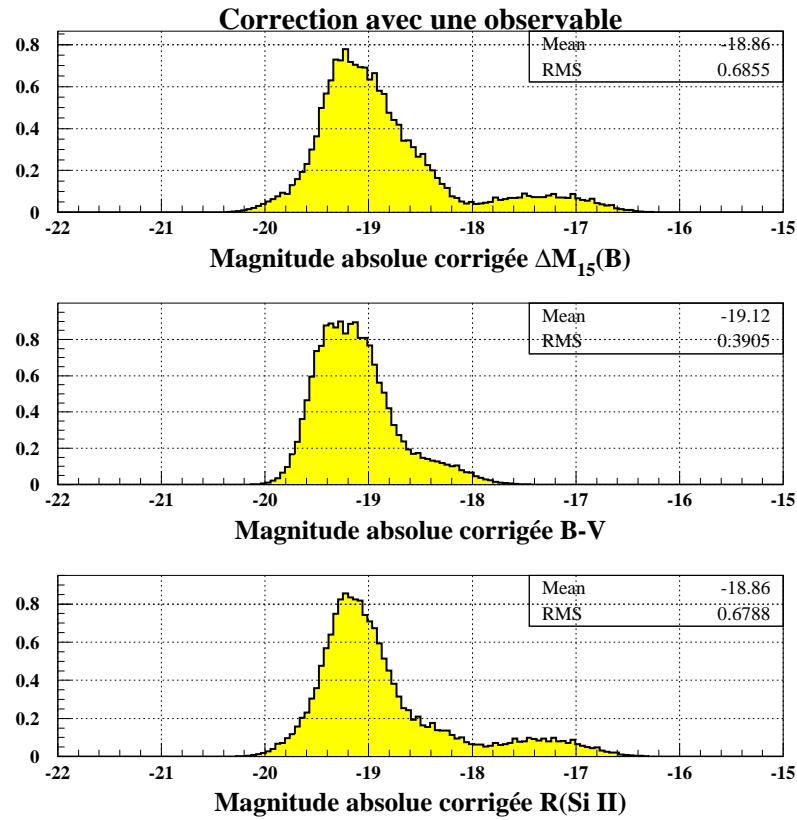 Correction avec une observable
Mean -18.86
RMS 0.6855
0.8
0.6
0.4
0.2
0
-22 -21 -20 -19 -18 -17 -16 -15
Magnitude absolue corrigée ΔM15(B)
Mean -19.12
RMS 0.3905
0.8
0.6
0.4
0.2
0
-22 -21 -20 -19 -18 -17 -16 -15
Magnitude absolue corrigée B-V
Mean -18.86
RMS 0.6788
0.8
0.6
0.4
0.2
0
-22 -21 -20 -19 -18 -17 -16 -15
Magnitude absolue corrigée R(Si II)